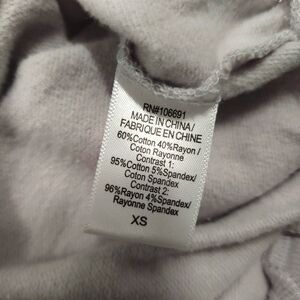 RN#106691
MADE IN CHINA/
FABRIQUE EN CHINE
60%Cotton 40%Rayon /
Coton Rayonne
Contrast 1:
95%Cotton 5%Spandex/
Coton Spandex
Contrast 2:
96%Rayon 4%Spandex/
Rayonne Spandex
XS